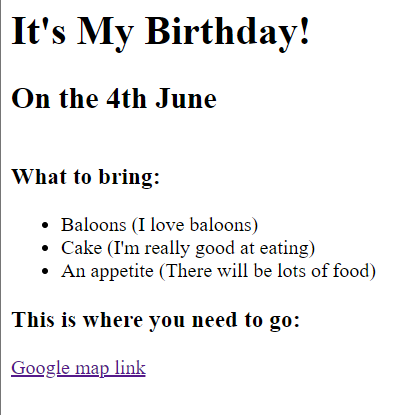 It's My Birthday!
On the 4th June
What to bring:
Baloons (I love baloons)
Cake (I'm really good at eating)
An appetite (There will be lots of food)
This is where you need to go:
Google map link